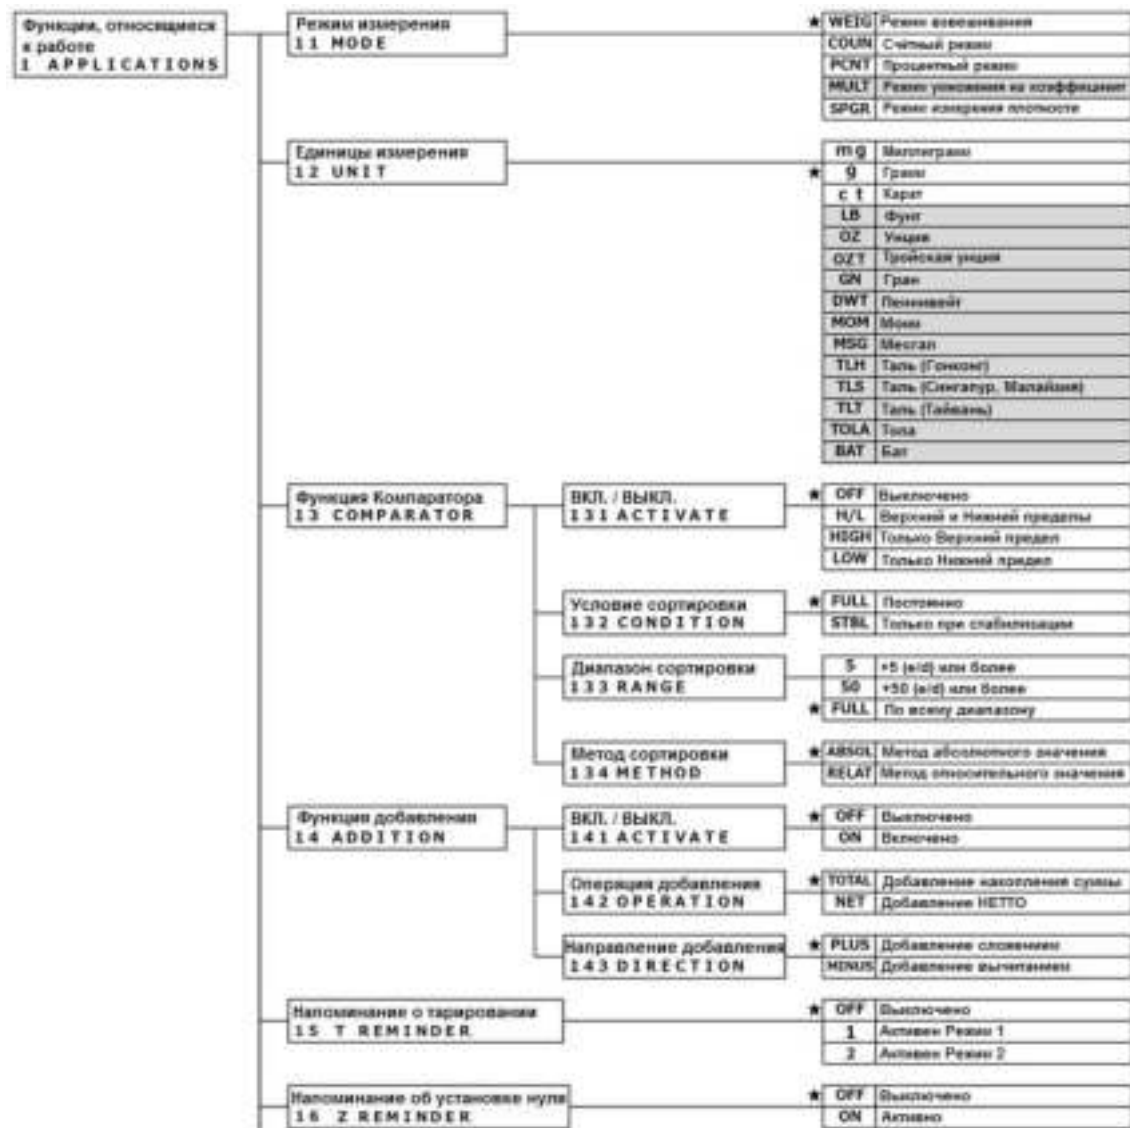 Функции, относящиеся
к работе
1 APPLICATIONS
Режим измерения
11 MODE
★ WEIG Режим взвешивания
COUN Счётный режим
PCNT Процентный режим
MULT Режим умножения на коэффициент
SPGR Режим измерения плотности
Единицы измерения
12 UNIT
mg Миллиграмм
★ g Грамм
ct Карат
LB Фунт
OZ Унция
OZT Тройская унция
GN Гран
DWT Пеннивейт
MOM Момм
MSG Месгал
TLH Таль (Гонконг)
TLS Таль (Сингапур, Малайзия)
TLT Таль (Тайвань)
TOLA Тола
BAT Бат
Функция Компаратора
13 COMPARATOR
ВКЛ. / ВЫКЛ.
131 ACTIVATE
★ OFF Выключено
H/L Верхний и Нижний пределы
HIGH Только Верхний предел
LOW Только Нижний предел
Условие сортировки
132 CONDITION
★ FULL Постоянно
STBL Только при стабилизации
Диапазон сортировки
133 RANGE
5 +5 (e/d) или более
50 +50 (e/d) или более
★ FULL По всему диапазону
Метод сортировки
134 METHOD
★ ABSOL Метод абсолютного значения
RELAT Метод относительного значения
Функция добавления
14 ADDITION
ВКЛ. / ВЫКЛ.
141 ACTIVATE
★ OFF Выключено
ON Включено
Операция добавления
142 OPERATION
★ TOTAL Добавление накопления суммы
NET Добавление НЕТТО
Направление добавления
143 DIRECTION
★ PLUS Добавление сложением
MINUS Добавление вычитанием
Напоминание о тарировании
15 T REMINDER
★ OFF Выключено
1 Активен Режим 1
2 Активен Режим 2
Напоминание об установке нуля
16 Z REMINDER
★ OFF Выключено
ON Активно